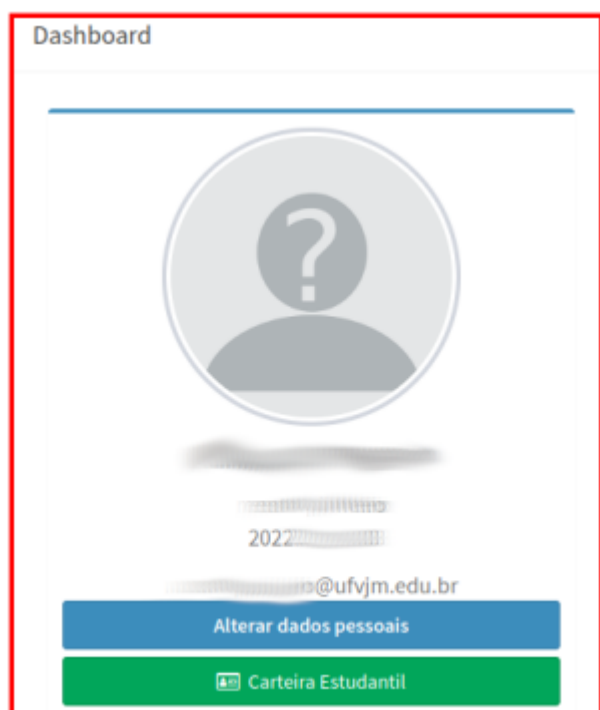 Dashboard
?
2022
@ufvjm.edu.br
Alterar dados pessoais
Carteira Estudantil